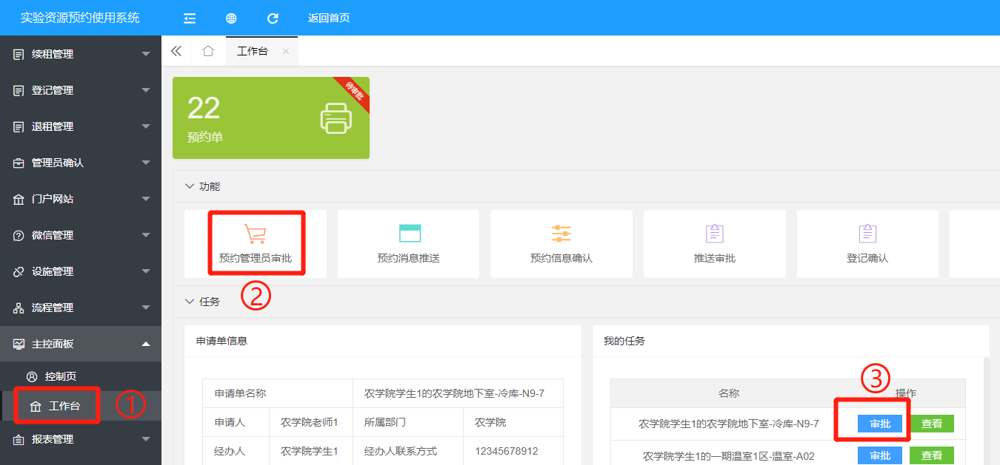 实验资源预约使用系统
返回首页
续租管理
登记管理
退租管理
管理员确认
门户网站
微信管理
设施管理
流程管理
主控面板
控制页
工作台
①
报表管理
工作台 ×
22
预约单
待审批
功能
预约管理员审批
预约消息推送
预约信息确认
推送审批
登记确认
②
任务
申请单信息
申请单名称 农学院学生1的农学院地下室-冷库-N9-7
申请人 农学院老师1 所属部门 农学院
经办人 农学院学生1 经办人联系方式 12345678912
我的任务
③
名称 操作
农学院学生1的农学院地下室-冷库-N9-7 审批 查看
农学院学生1的一期温室1区-温室-A02 审批 查看